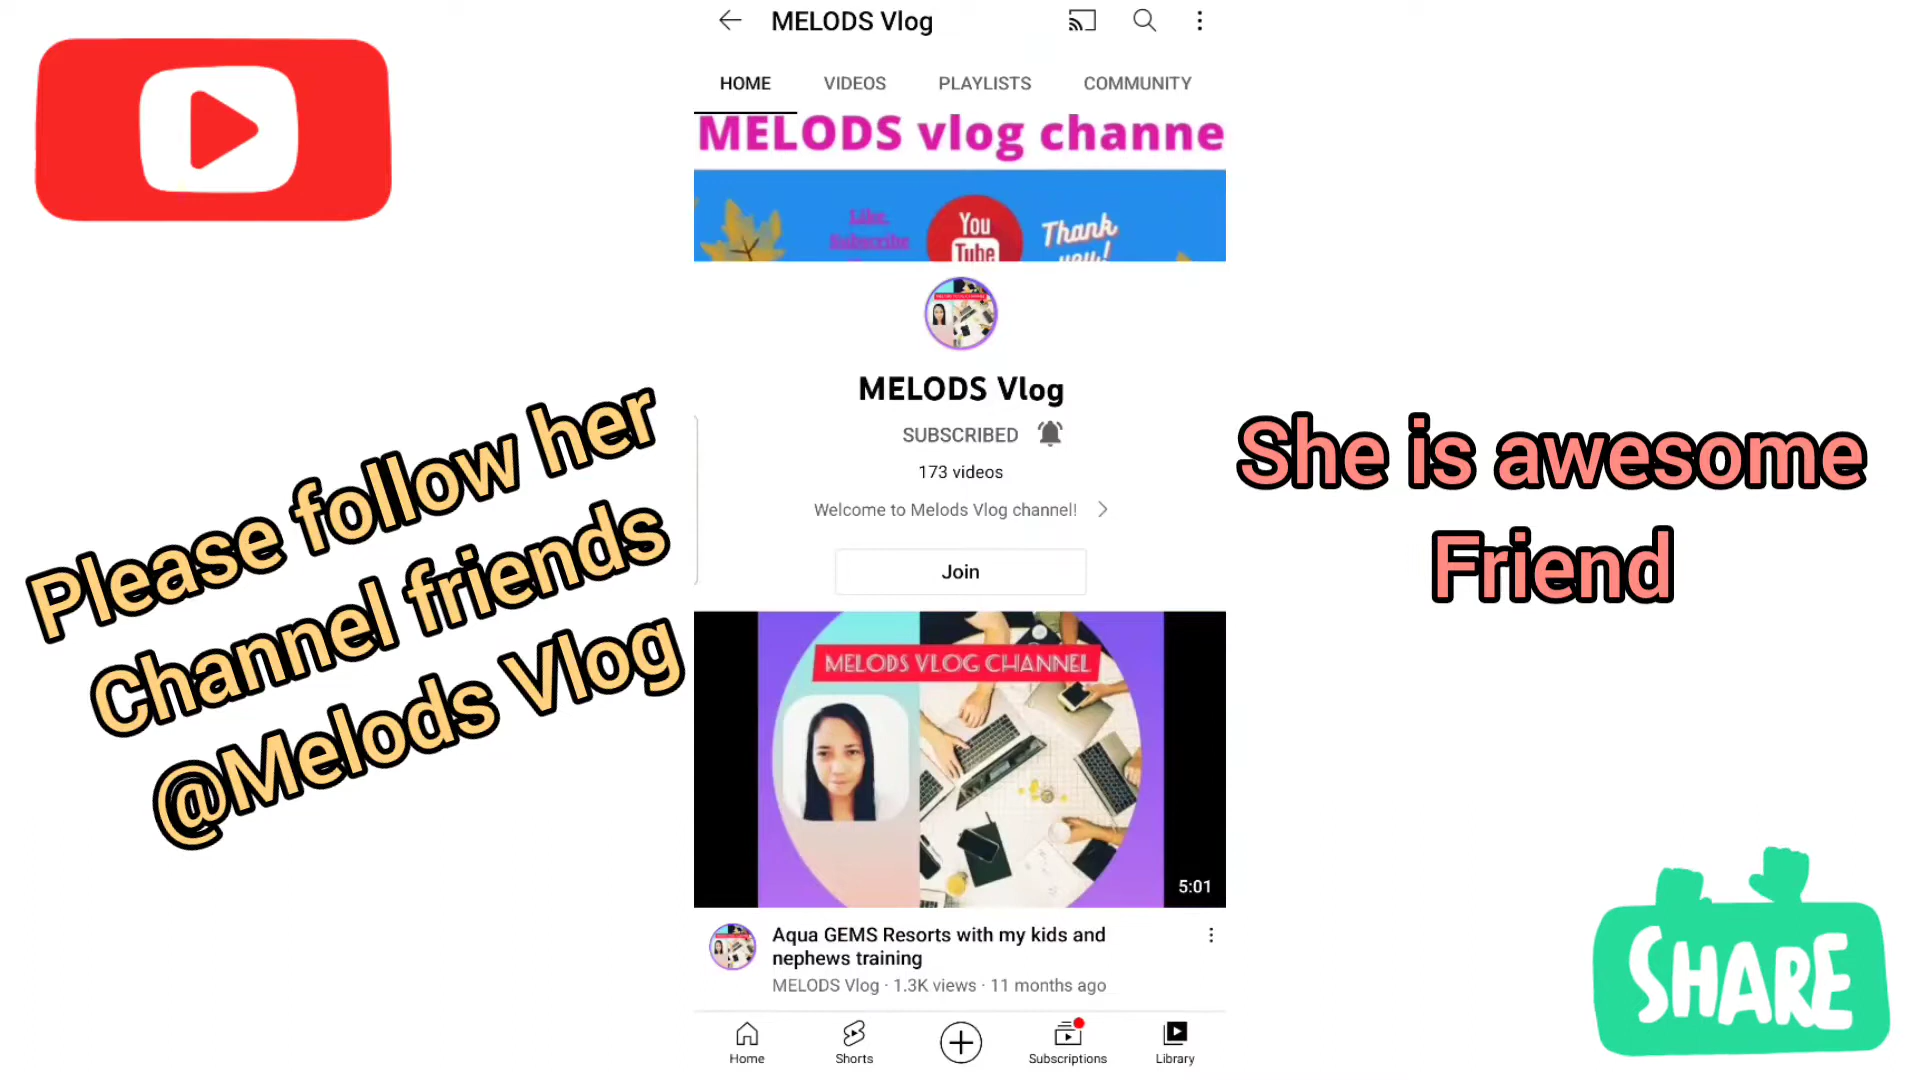 MELODS Vlog
HOME VIDEOS PLAYLISTS COMMUNITY
MELODS vlog channe
Like,
Subscribe
You
Tube
Thank
you!
MELODS Vlog
SUBSCRIBED
173 videos
Welcome to Melods Vlog channel!
Join
Please follow her
Channel friends
@Melods Vlog
She is awesome
Friend
MELODS VLOG CHANNEL
5:01
Aqua GEMS Resorts with my kids and
nephews training
MELODS Vlog · 1.3K views · 11 months ago
SHARE
Home Shorts Subscriptions Library